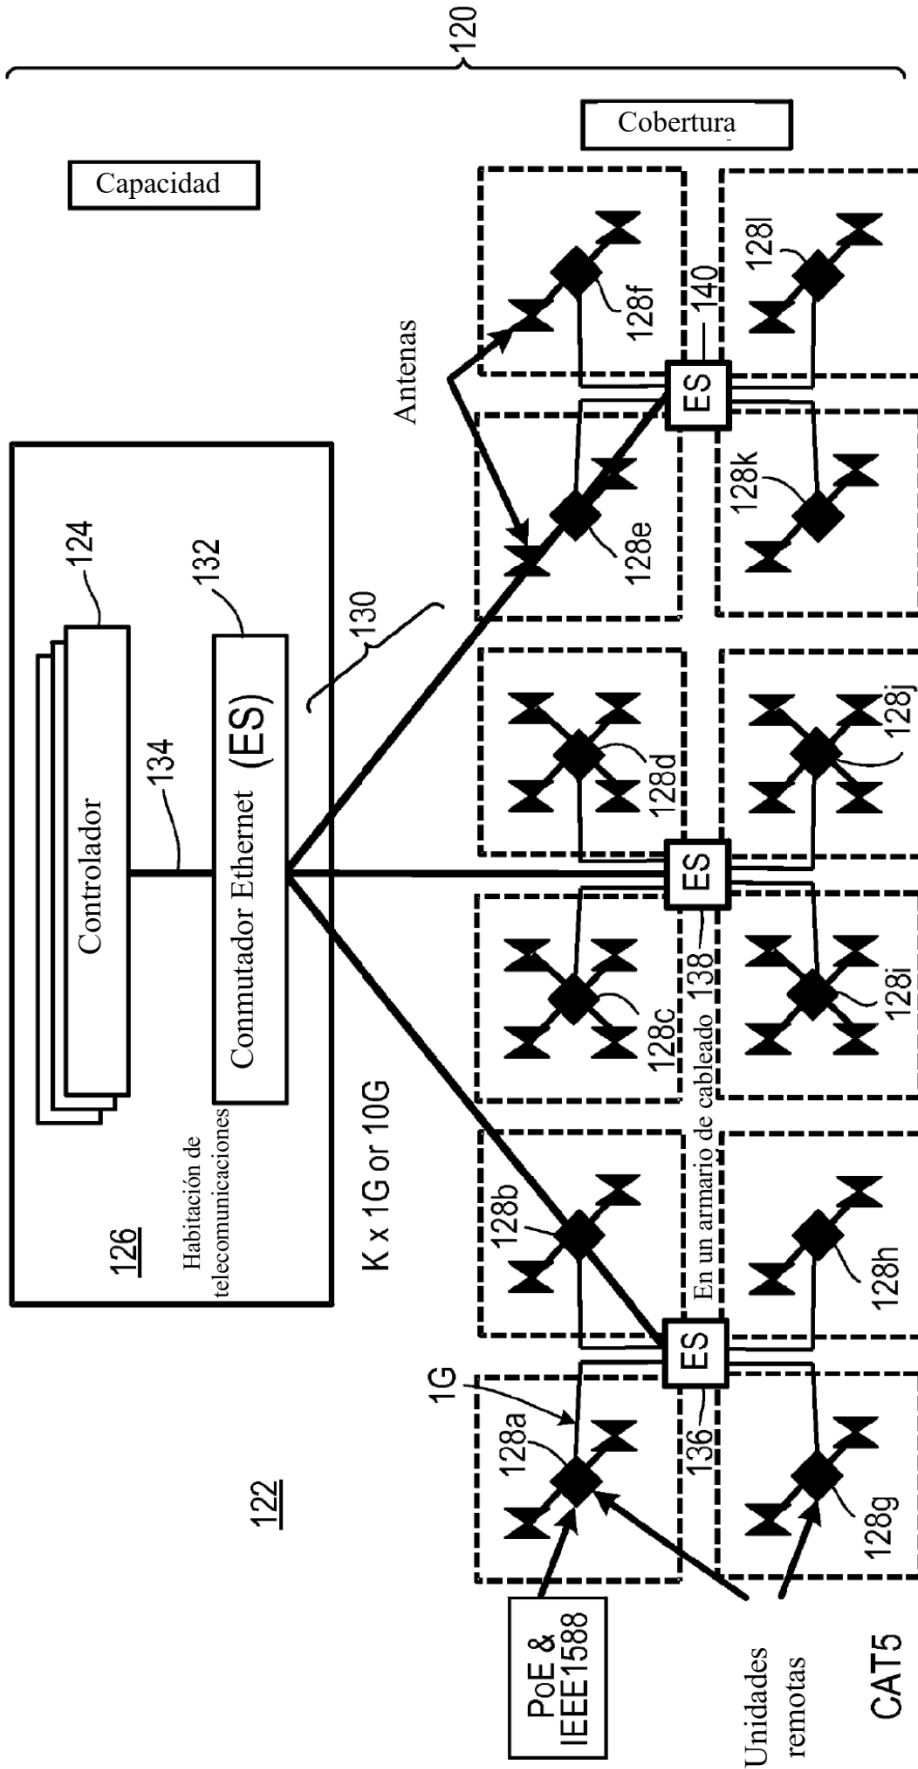 120
Capacidad
Cobertura
Controlador
124
134
Conmutador Ethernet (ES)
132
130
126
Habitación de
telecomunicaciones
122
K x 1G or 10G
Antenas
PoE &
IEEE1588
1G
128a
128b
128c
128d
128e
128f
ES
136
En un armario de cableado
ES
138
ES
140
128g
128h
128i
128j
128k
128l
Unidades
remotas
CAT5